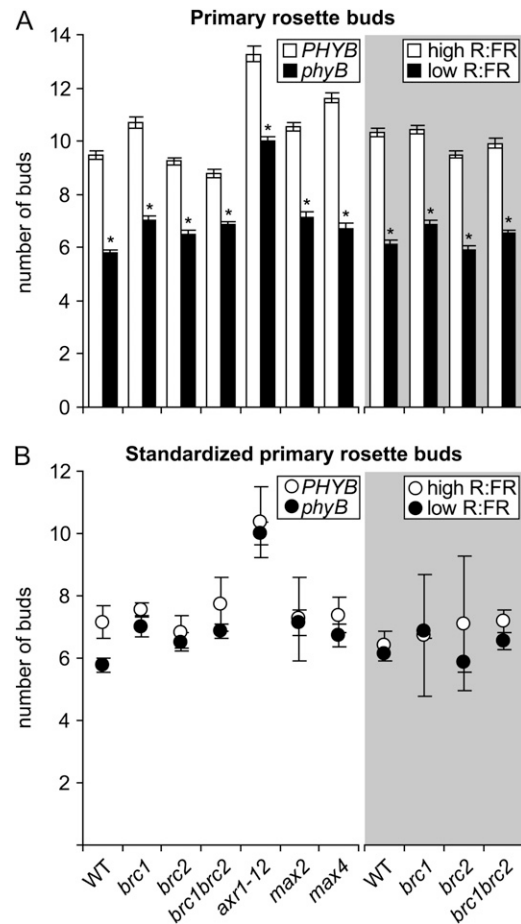 A
Primary rosette buds
14
12
10
8
6
4
2
0
number of buds
PHYB
phyB
high R:FR
low R:FR
* * * * * * * * * * *
B
Standardized primary rosette buds
12
10
8
6
4
2
number of buds
PHYB
phyB
high R:FR
low R:FR
WT
brc1
brc2
brc1brc2
axr1-12
max2
max4
WT
brc1
brc2
brc1brc2